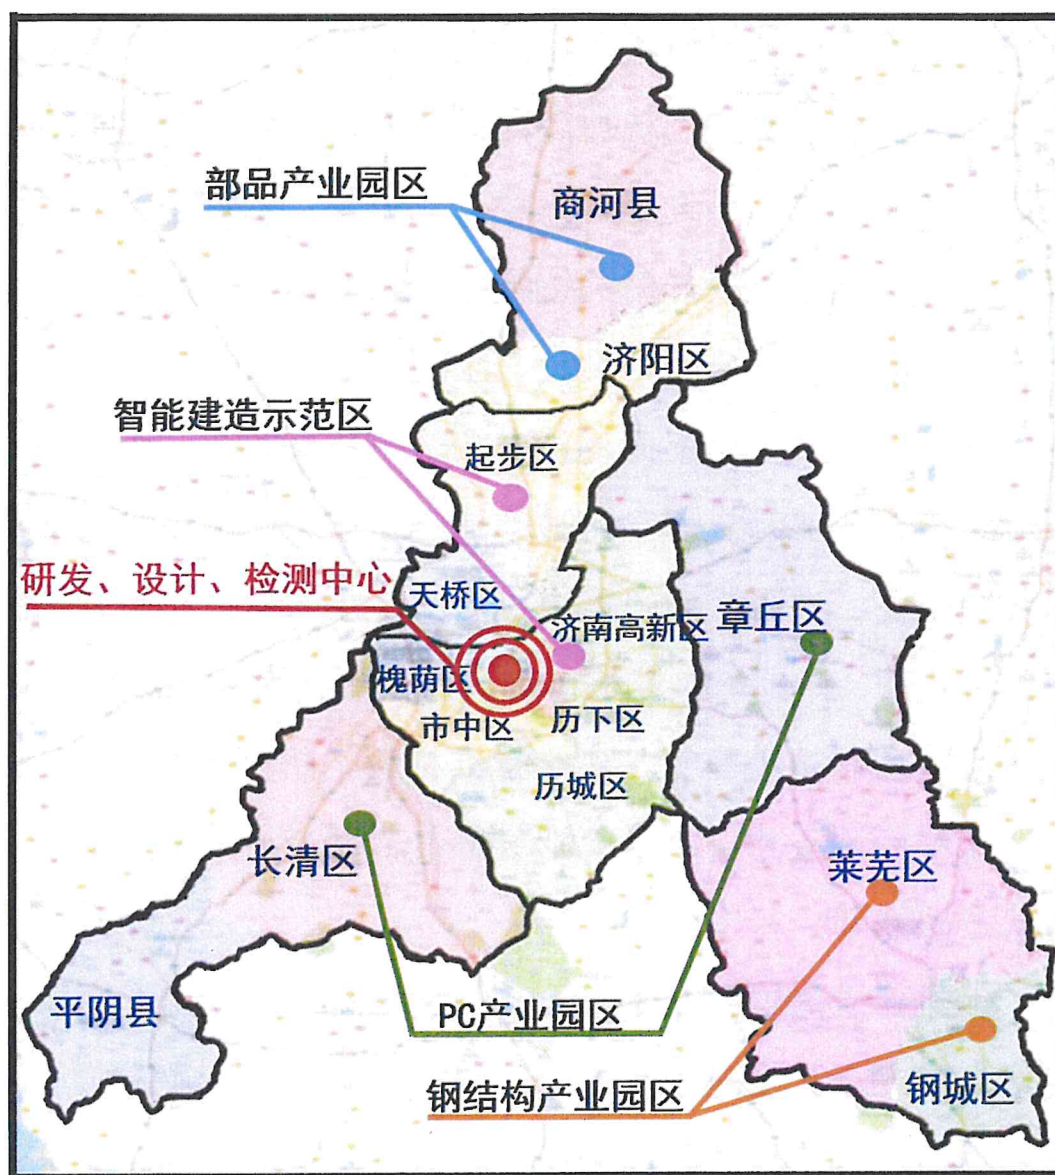 部品产业园区
商河县
济阳区
智能建造示范区
起步区
研发、设计、检测中心
天桥区
济南高新区
章丘区
槐荫区
市中区
历下区
历城区
长清区
莱芜区
平阴县
PC产业园区
钢结构产业园区
钢城区